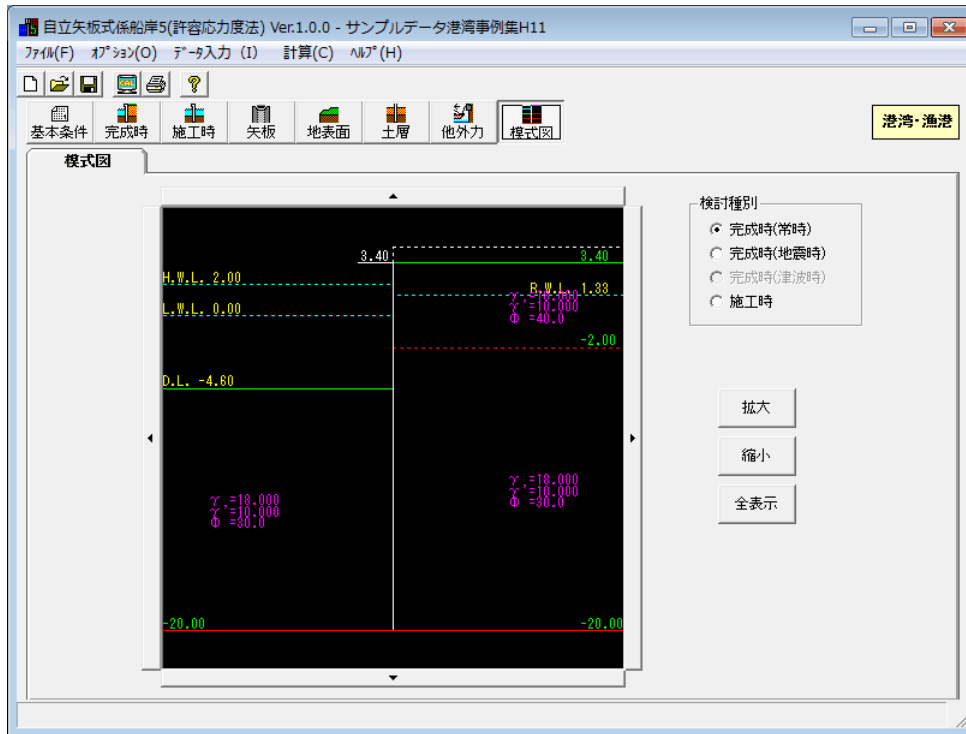 自立矢板式係船岸5(許容応力度法) Ver.1.0.0 - サンプルデータ港湾事例集H11
ﾌｧｲﾙ(F) ｵﾌﾟｼｮﾝ(O) ﾃﾞｰﾀ入力 (I) 計算(C) ﾍﾙﾌﾟ(H)
CAL
基本条件 完成時 施工時 矢板 地表面 土層 他外力 模式図
港湾・漁港
模式図
検討種別
完成時(常時)
完成時(地震時)
完成時(津波時)
施工時
3.40 3.40
H.W.L. 2.00
R.W.L. 1.33
L.W.L. 0.00
γ =18.000
γ'=10.000
Φ =40.0
-2.00
D.L. -4.60
拡大
縮小
全表示
γ =18.000
γ'=10.000
Φ =30.0
γ =18.000
γ'=10.000
Φ =30.0
-20.00 -20.00